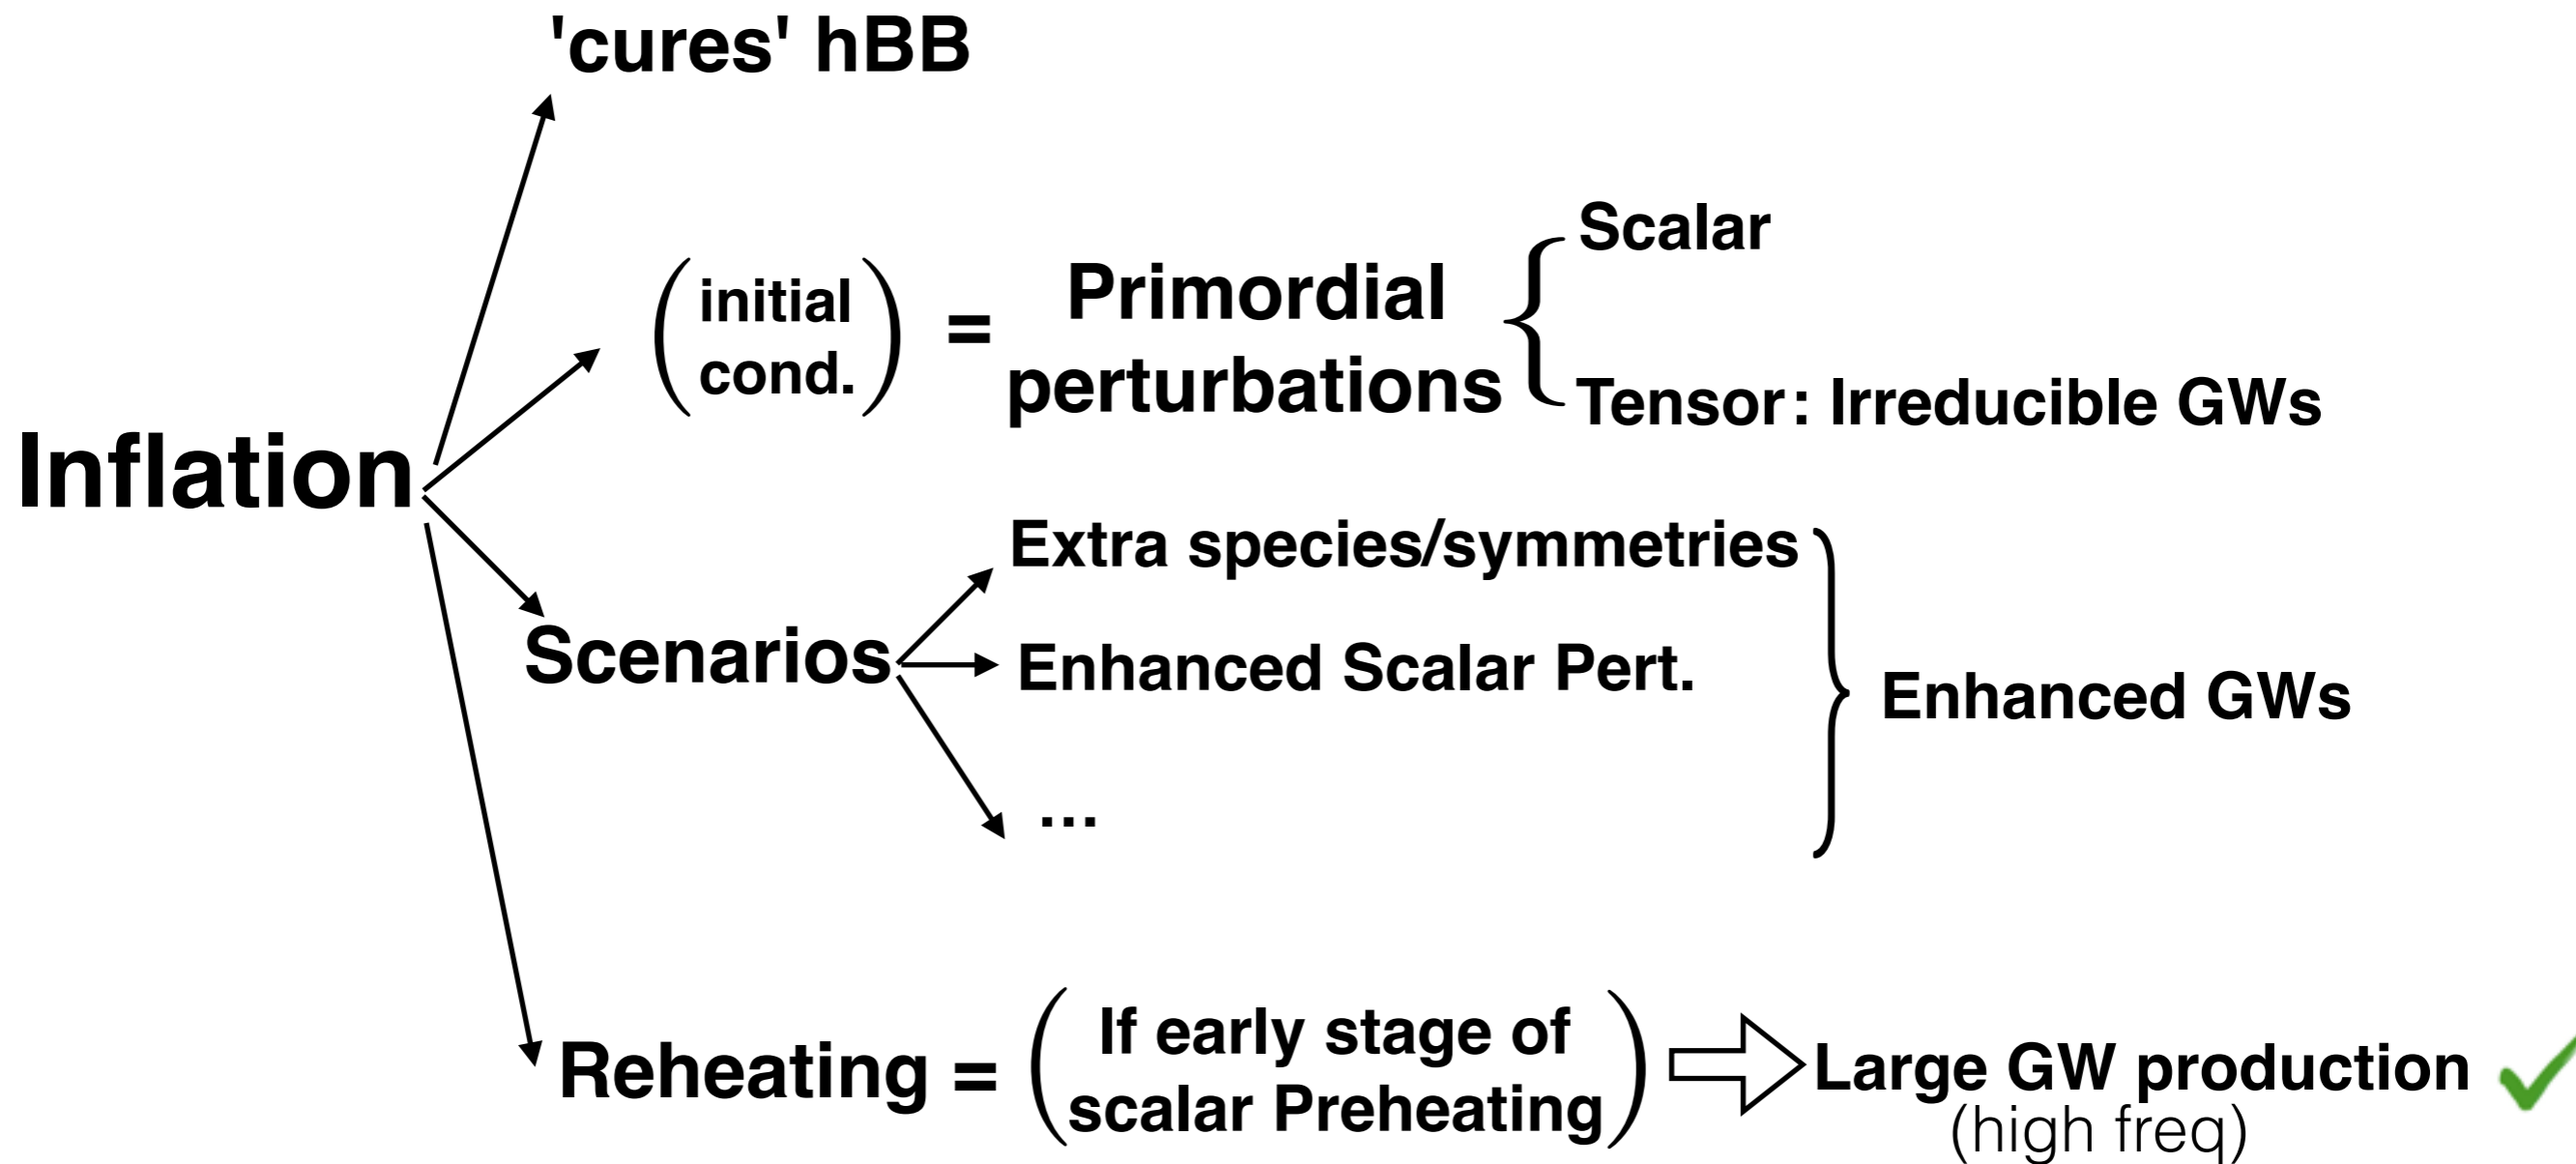 'cures' hBB
initial
cond.
=
Primordial
perturbations
Scalar
Tensor: Irreducible GWs
Inflation
Scenarios
Extra species/symmetries
Enhanced Scalar Pert.
...
Enhanced GWs
Reheating =
If early stage of
scalar Preheating
Large GW production
(high freq)